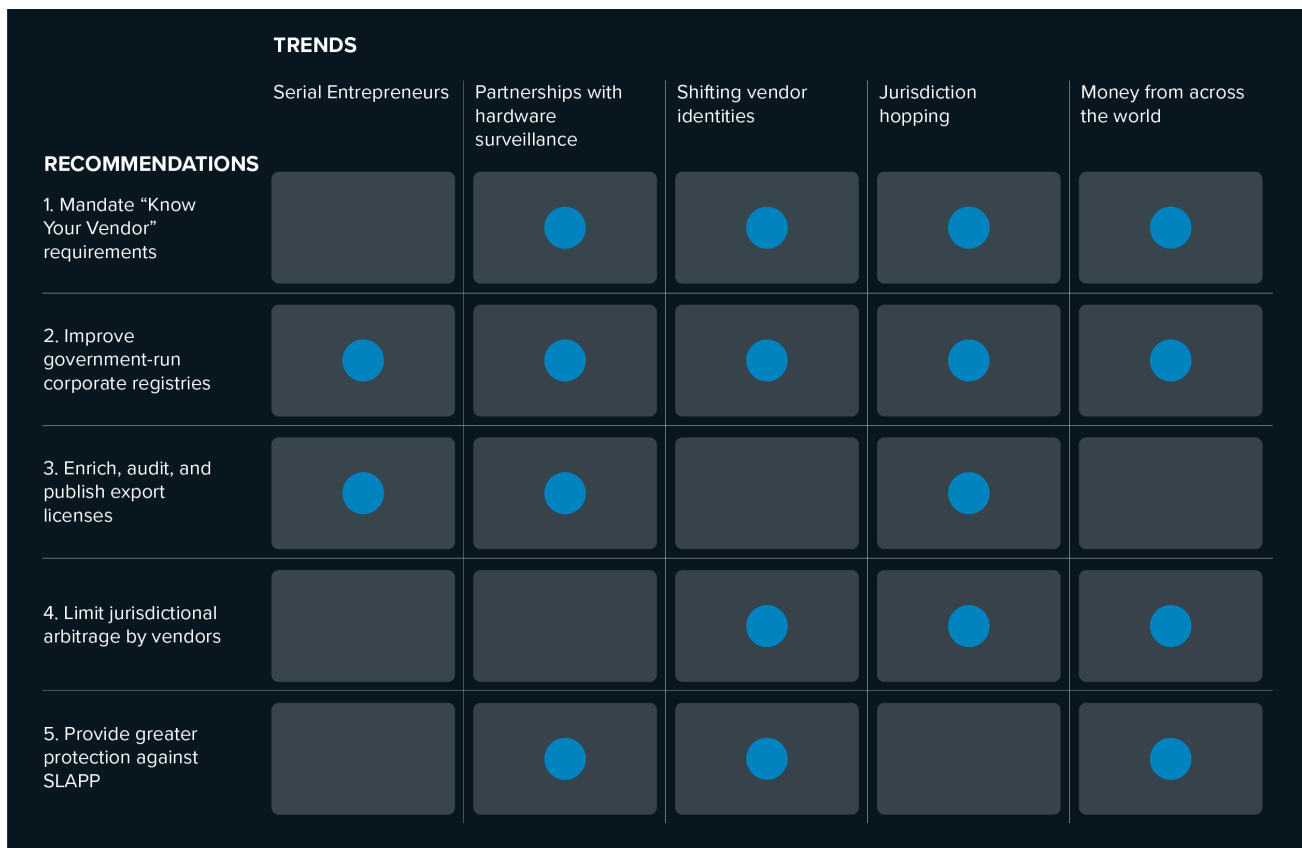 TRENDS
Serial Entrepreneurs
Partnerships with
hardware
surveillance
Shifting vendor
identities
Jurisdiction
hopping
Money from across
the world
RECOMMENDATIONS
1. Mandate “Know
Your Vendor”
requirements
2. Improve
government-run
corporate registries
3. Enrich, audit, and
publish export
licenses
4. Limit jurisdictional
arbitrage by vendors
5. Provide greater
protection against
SLAPP